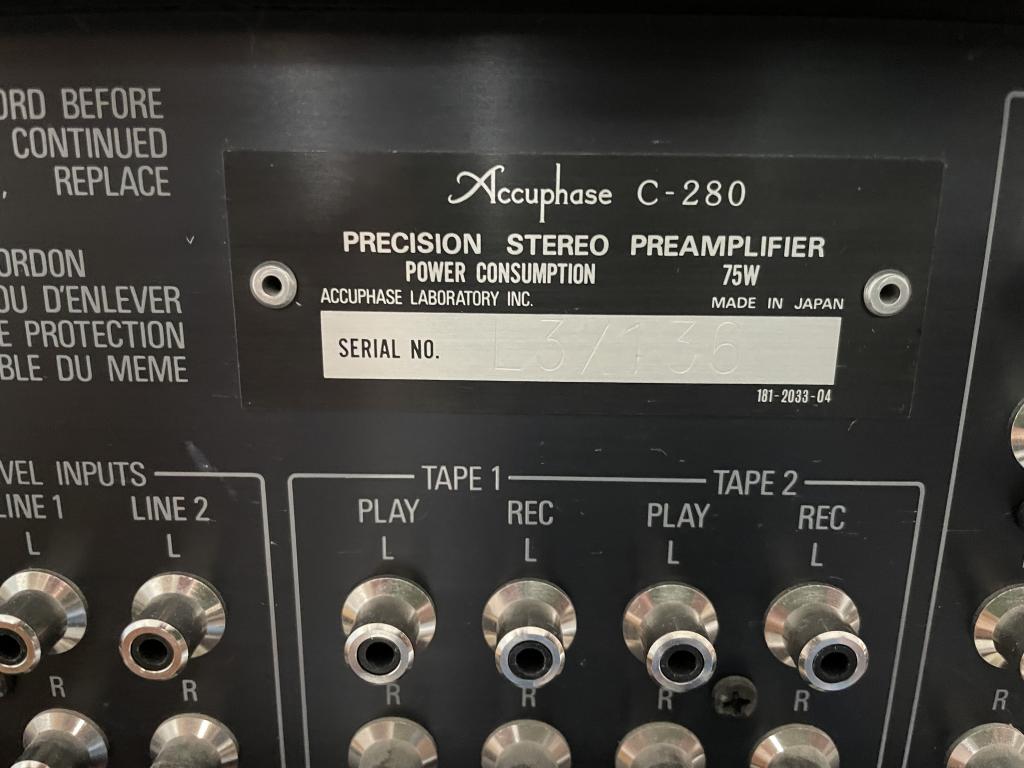 ORD BEFORE
CONTINUED
, REPLACE
ORDON
OU D'ENLEVER
E PROTECTION
BLE DU MEME
Accuphase C-280
PRECISION STEREO PREAMPLIFIER
POWER CONSUMPTION 75W
ACCUPHASE LABORATORY INC. MADE IN JAPAN
SERIAL NO. L3/136
181-2033-04
VEL INPUTS
LINE 1 LINE 2
L L
R R
TAPE 1 TAPE 2
PLAY REC PLAY REC
L L L L
R R R R
R